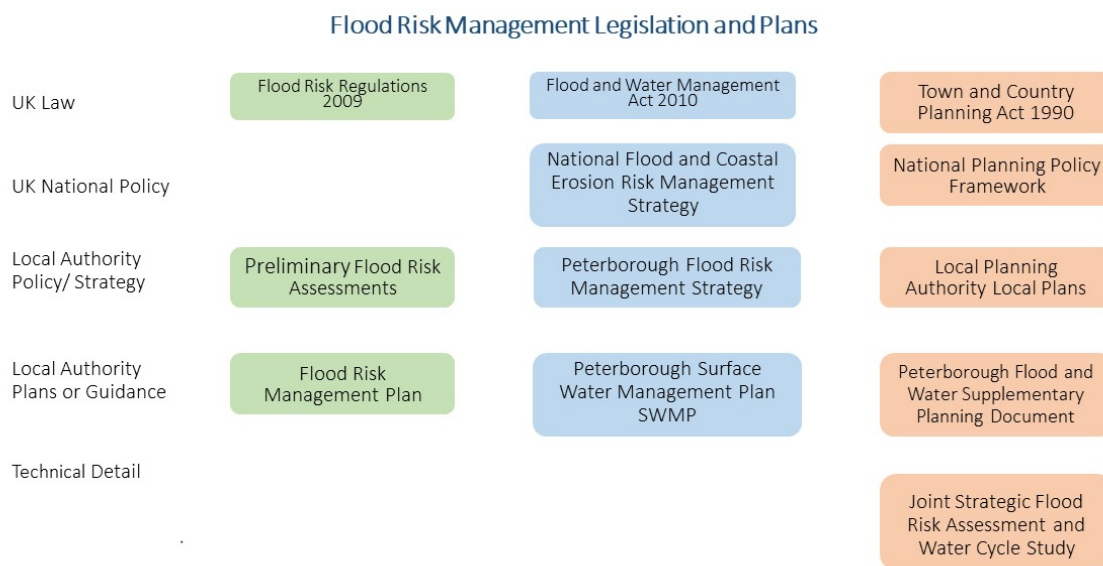 Flood Risk Management Legislation and Plans
UK Law
Flood Risk Regulations
2009
Flood and Water Management
Act 2010
Town and Country
Planning Act 1990
UK National Policy
National Flood and Coastal
Erosion Risk Management
Strategy
National Planning Policy
Framework
Local Authority
Policy/ Strategy
Preliminary Flood Risk
Assessments
Peterborough Flood Risk
Management Strategy
Local Planning
Authority Local Plans
Local Authority
Plans or Guidance
Flood Risk
Management Plan
Peterborough Surface
Water Management Plan
SWMP
Peterborough Flood and
Water Supplementary
Planning Document
Technical Detail
.
Joint Strategic Flood
Risk Assessment and
Water Cycle Study